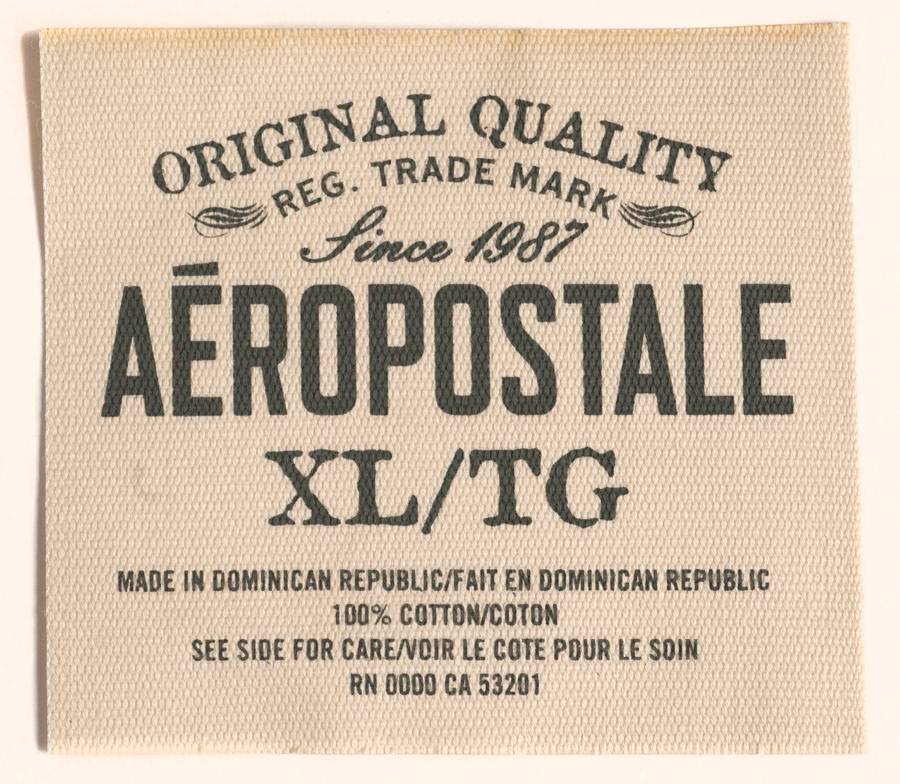 ORIGINAL QUALITY
REG. TRADE MARK
Since 1987
AÉROPOSTALE
XL/TG
MADE IN DOMINICAN REPUBLIC/FAIT EN DOMINICAN REPUBLIC
100% COTTON/COTON
SEE SIDE FOR CARE/VOIR LE COTE POUR LE SOIN
RN 0000 CA 53201